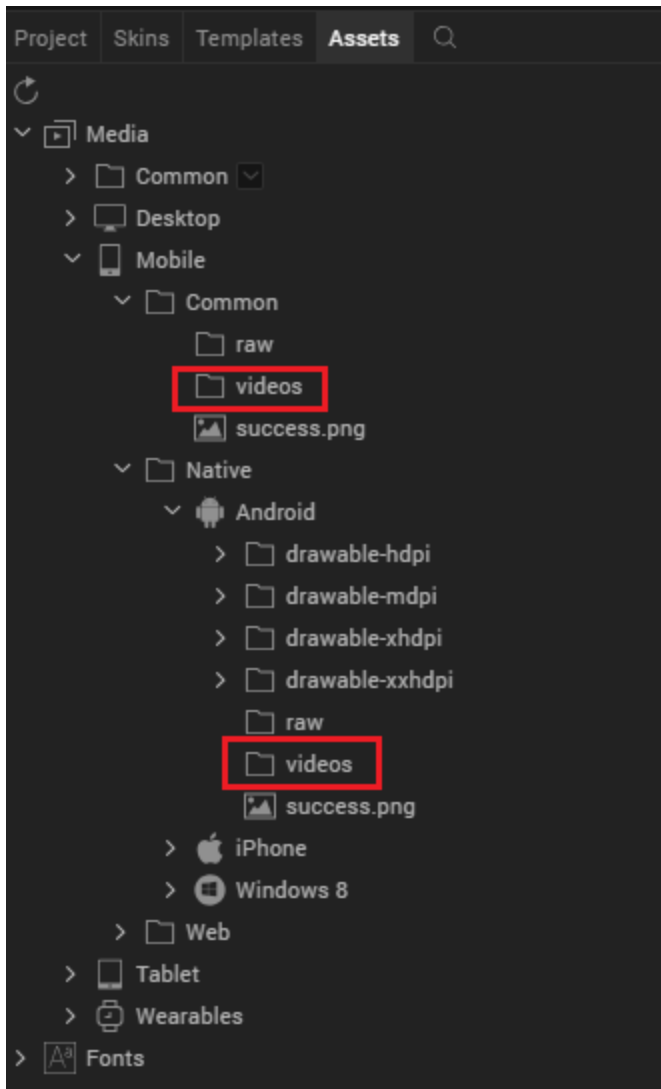 Project Skins Templates Assets
Media
Common
Desktop
Mobile
Common
raw
videos
success.png
Native
Android
drawable-hdpi
drawable-mdpi
drawable-xhdpi
drawable-xxhdpi
raw
videos
success.png
iPhone
Windows 8
Web
Tablet
Wearables
Aa Fonts